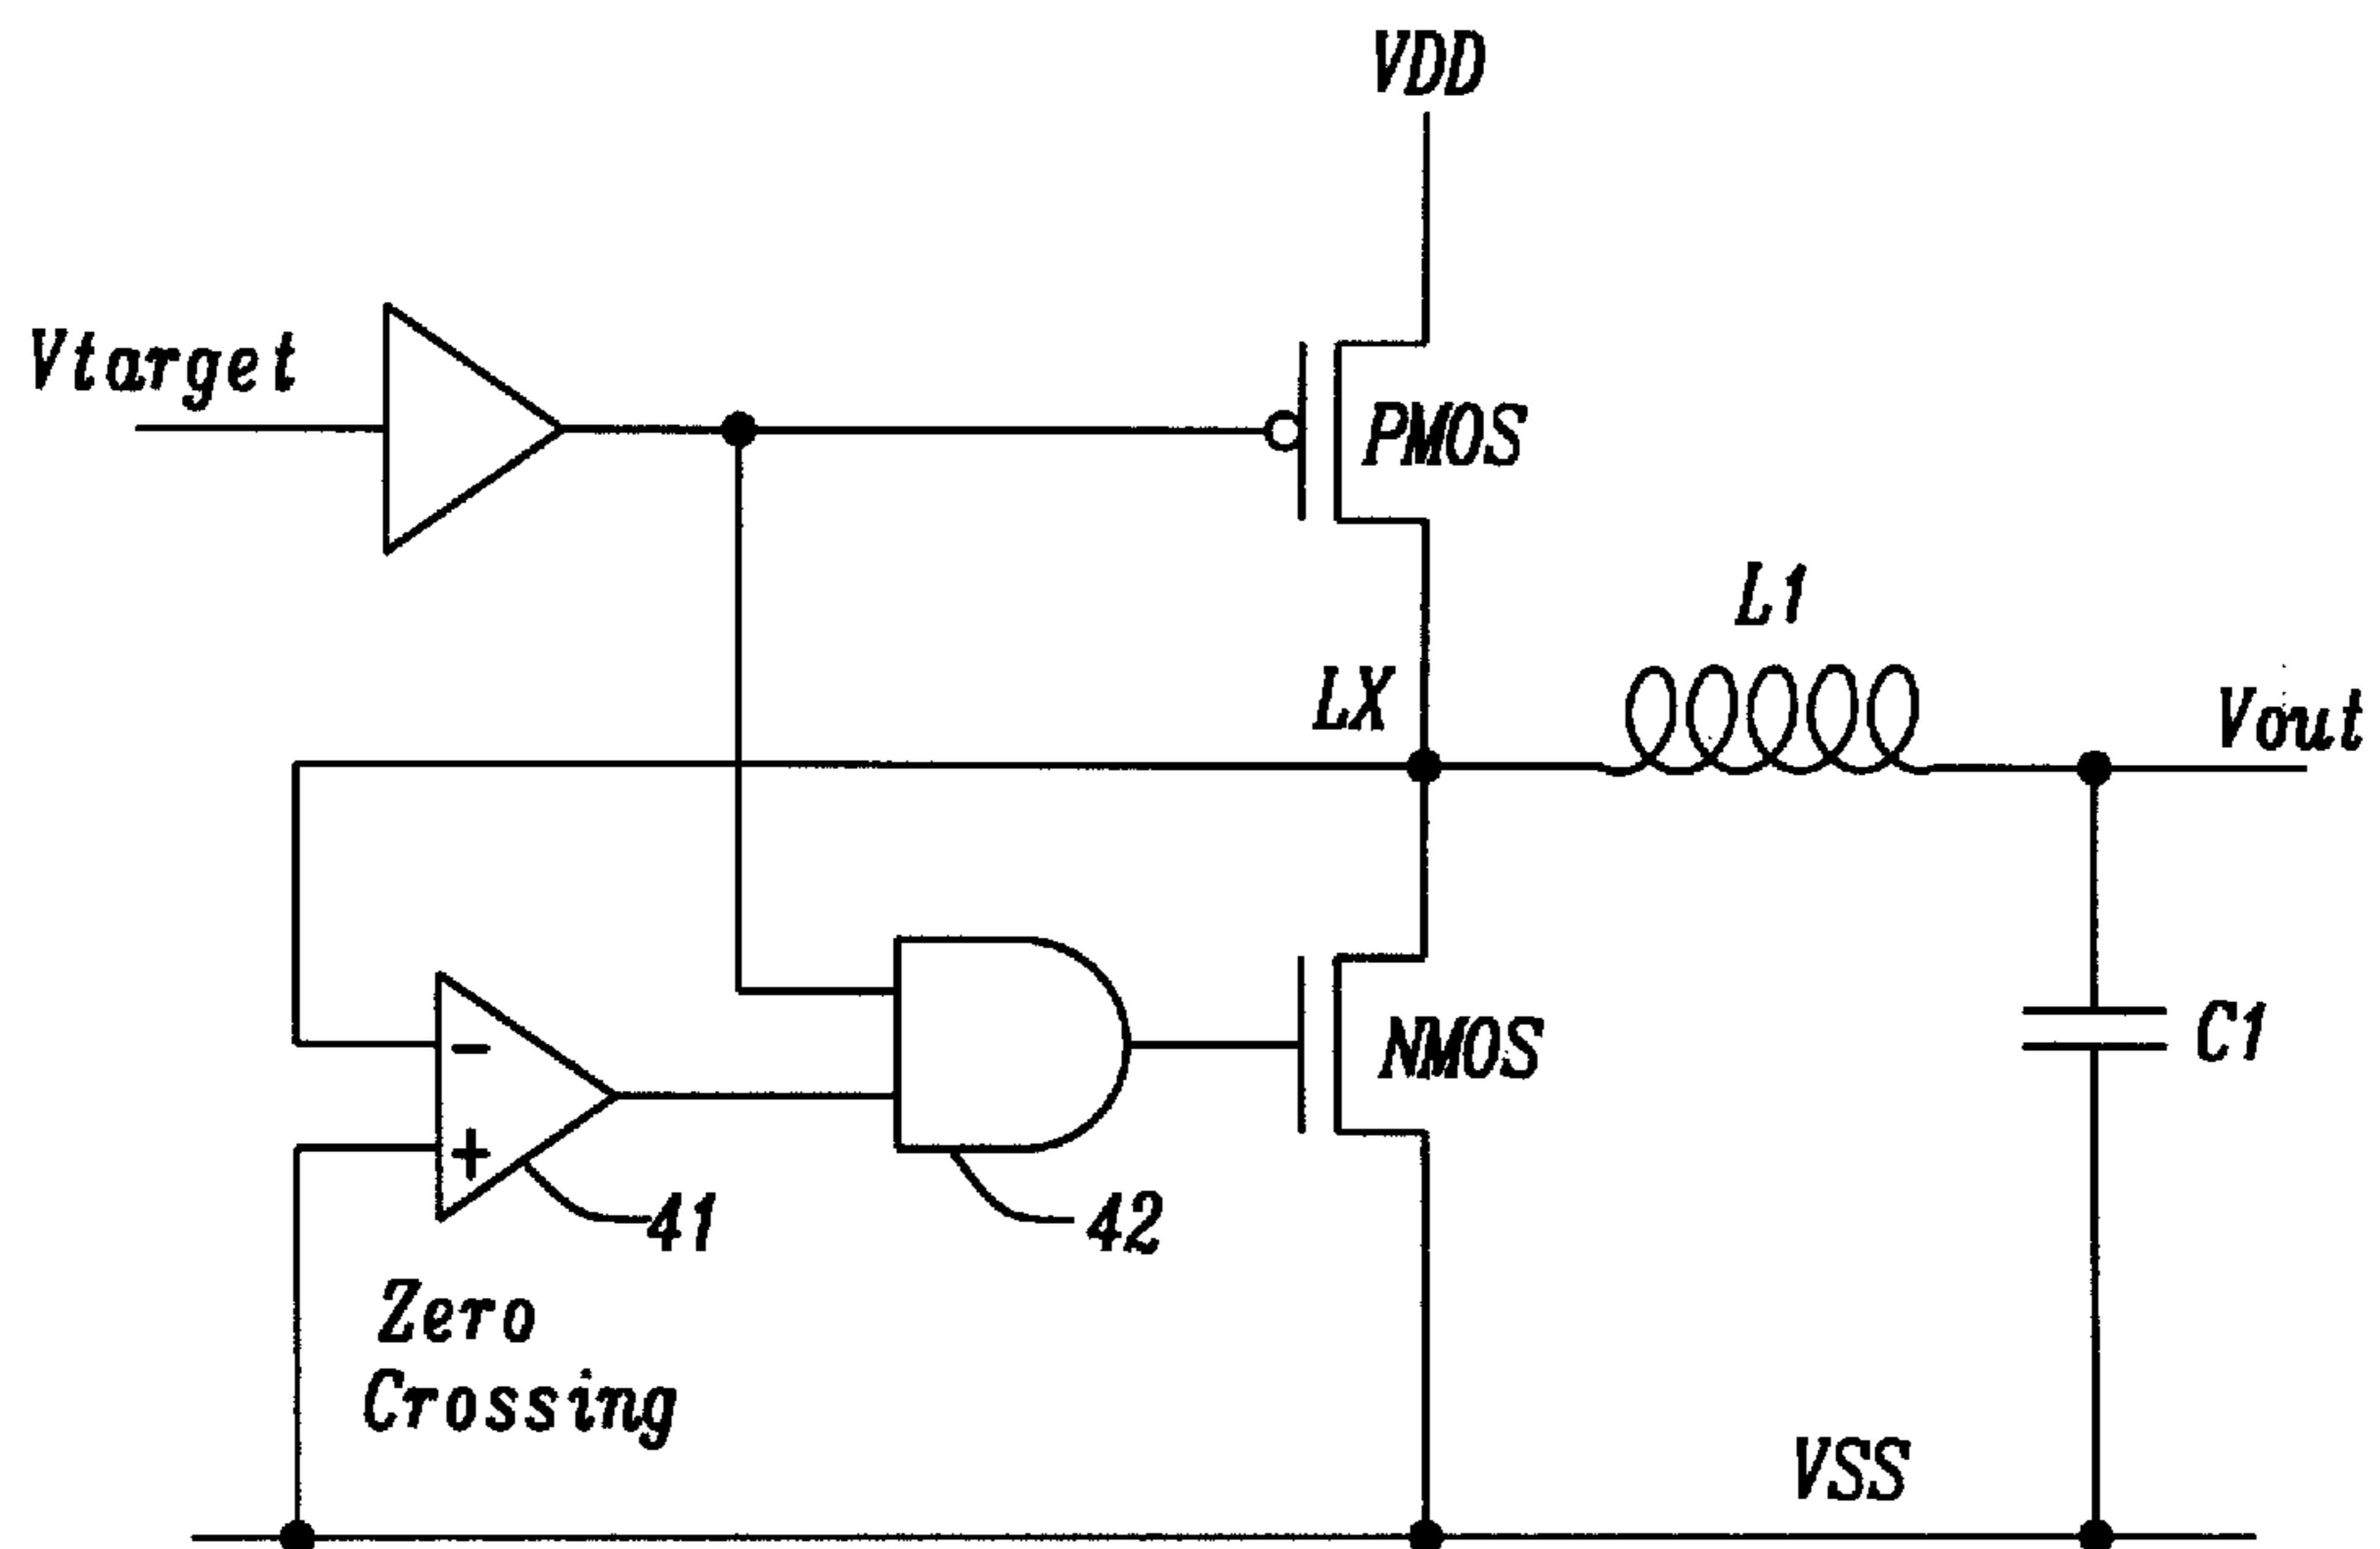 VDD
Vtarget
PMOS
L1
LX
Vout
-
+
NMOS
C1
41
42
Zero
Crossing
VSS